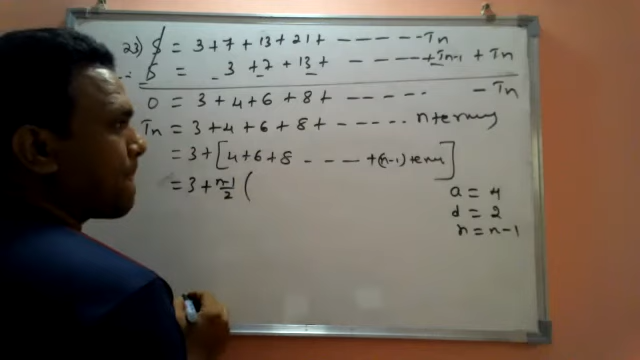 23) S = 3+7+13+21+ - - - - - - Tn
S = 3 + 7 + 13 + - - - - - +Tn-1 + Tn
0 = 3+4+6+8+ - - - - - . . - Tn
Tn = 3+4+6+8+ - - - . . . . . n terms
= 3+[4+6+8 - - - - +(n-1) term]
= 3+ n-1/2 (
a = 4
d = 2
n = n-1